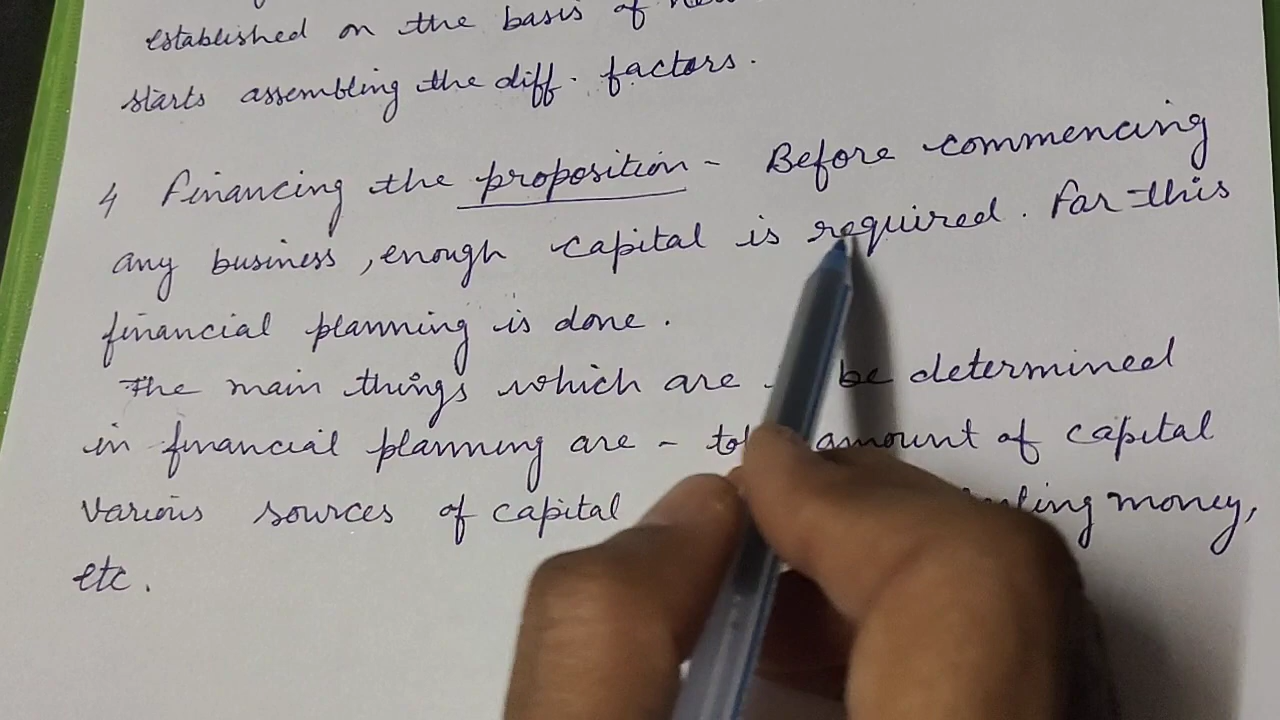 established on the basis of
starts assembling the diff. factors.
4 Financing the proposition - Before commencing
any business, enough capital is required. For this
financial planning is done.
The main things which are be determined
in financial planning are - amount of capital
various sources of capital money,
etc.